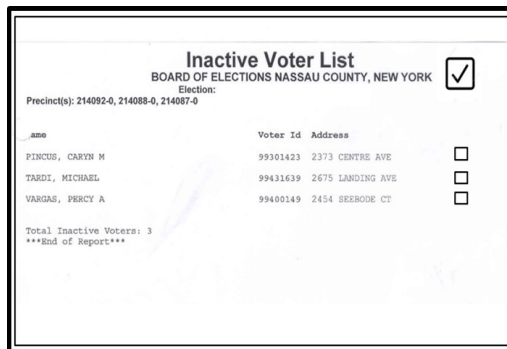 Inactive Voter List
BOARD OF ELECTIONS NASSAU COUNTY, NEW YORK
Election:
Precinct(s): 214092-0, 214088-0, 214087-0
ame Voter Id Address
PINCUS, CARYN M 99301423 2373 CENTRE AVE
TARDI, MICHAEL 99431639 2675 LANDING AVE
VARGAS, PERCY A 99400149 2454 SEEBODE CT
Total Inactive Voters: 3
***End of Report***